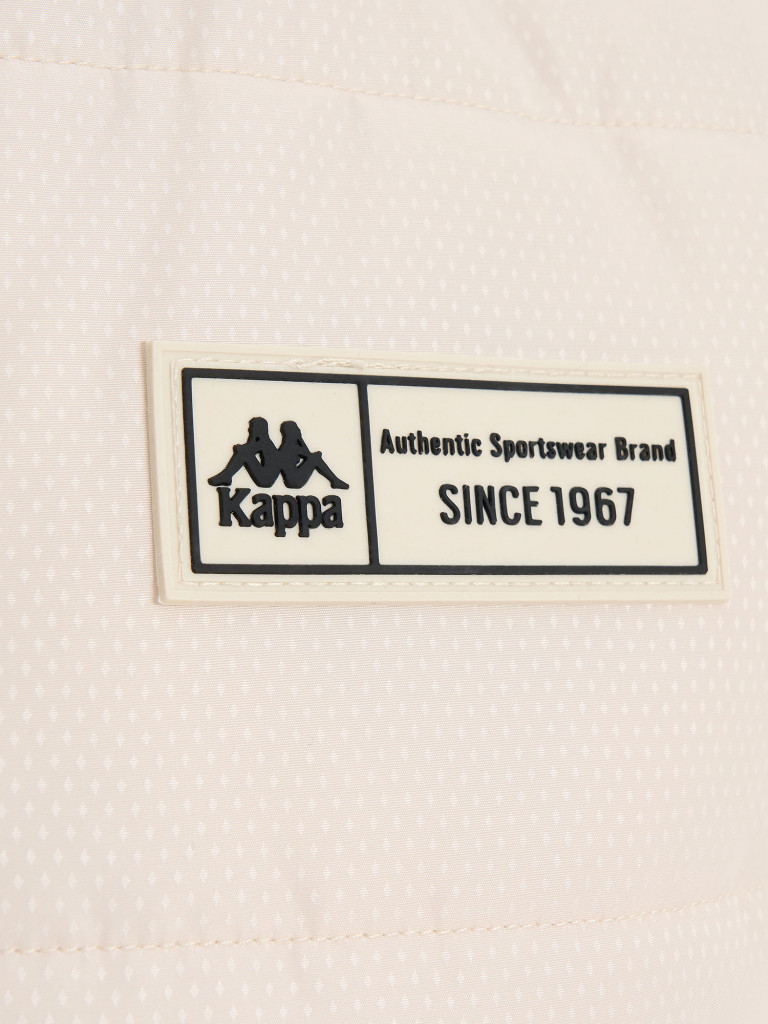 Kappa
Authentic Sportswear Brand
SINCE 1967